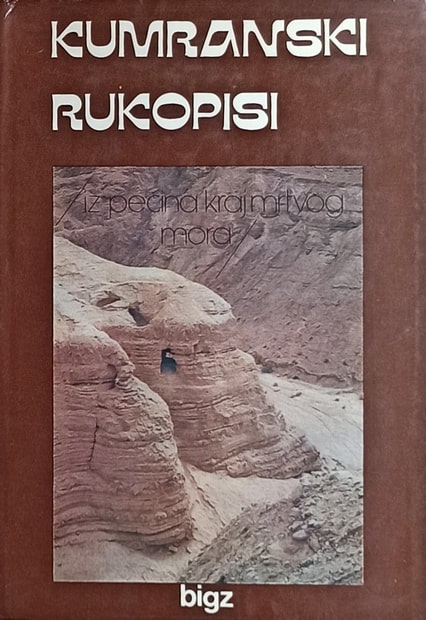 KUMRANSKI
RUKOPISI
/iz pećina kraj mrtvog
mora/
bigz